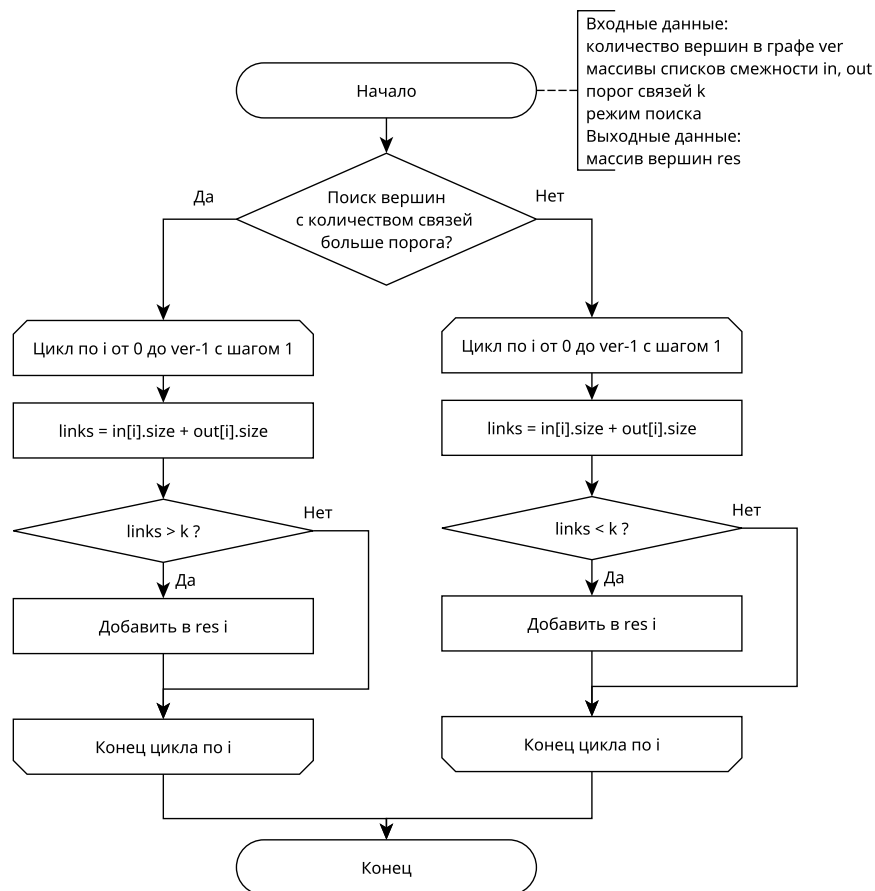 Входные данные:
количество вершин в графе ver
массивы списков смежности in, out
порог связей k
режим поиска
Выходные данные:
массив вершин res
Начало
Поиск вершин
с количеством связей
больше порога?
Да
Нет
Цикл по i от 0 до ver-1 с шагом 1
links = in[i].size + out[i].size
links > k ?
Нет
Да
Добавить в res i
Конец цикла по i
Цикл по i от 0 до ver-1 с шагом 1
links = in[i].size + out[i].size
links < k ?
Нет
Да
Добавить в res i
Конец цикла по i
Конец